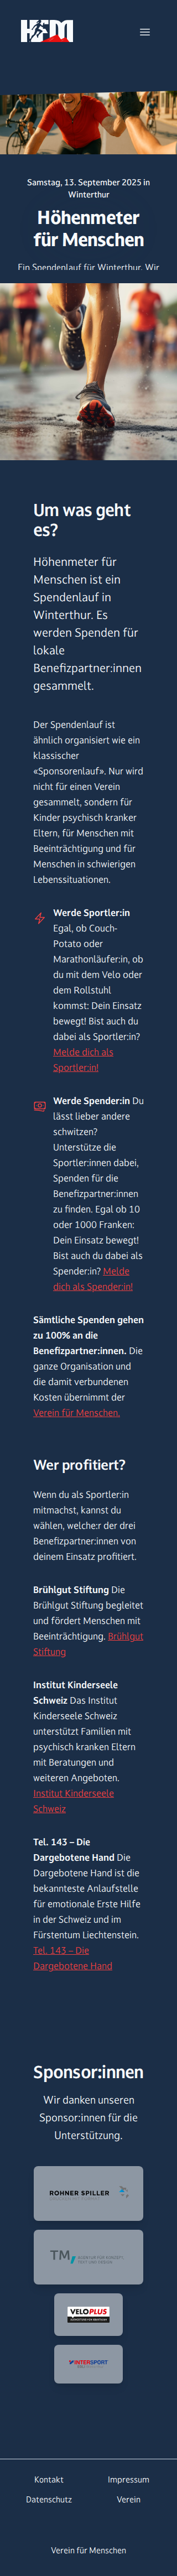 HFM
Samstag, 13. September 2025 in
Winterthur
Höhenmeter
für Menschen
Ein Spendenlauf für Winterthur. Wir
Um was geht
es?
Höhenmeter für
Menschen ist ein
Spendenlauf in
Winterthur. Es
werden Spenden für
lokale
Benefizpartner:innen
gesammelt.
Der Spendenlauf ist
ähnlich organisiert wie ein
klassischer
«Sponsorenlauf». Nur wird
nicht für einen Verein
gesammelt, sondern für
Kinder psychisch kranker
Eltern, für Menschen mit
Beeinträchtigung und für
Menschen in schwierigen
Lebenssituationen.
Werde Sportler:in
Egal, ob Couch-
Potato oder
Marathonläufer:in, ob
du mit dem Velo oder
dem Rollstuhl
kommst: Dein Einsatz
bewegt! Bist auch du
dabei als Sportler:in?
Melde dich als
Sportler:in!
Werde Spender:in Du
lässt lieber andere
schwitzen?
Unterstütze die
Sportler:innen dabei,
Spenden für die
Benefizpartner:innen
zu finden. Egal ob 10
oder 1000 Franken:
Dein Einsatz bewegt!
Bist auch du dabei als
Spender:in? Melde
dich als Spender:in!
Sämtliche Spenden gehen
zu 100% an die
Benefizpartner:innen. Die
ganze Organisation und
die damit verbundenen
Kosten übernimmt der
Verein für Menschen.
Wer profitiert?
Wenn du als Sportler:in
mitmachst, kannst du
wählen, welche:r der drei
Benefizpartner:innen von
deinem Einsatz profitiert.
Brühlgut Stiftung Die
Brühlgut Stiftung begleitet
und fördert Menschen mit
Beeinträchtigung. Brühlgut
Stiftung
Institut Kinderseele
Schweiz Das Institut
Kinderseele Schweiz
unterstützt Familien mit
psychisch kranken Eltern
mit Beratungen und
weiteren Angeboten.
Institut Kinderseele
Schweiz
Tel. 143 – Die
Dargebotene Hand Die
Dargebotene Hand ist die
bekannteste Anlaufstelle
für emotionale Erste Hilfe
in der Schweiz und im
Fürstentum Liechtenstein.
Tel. 143 – Die
Dargebotene Hand
Sponsor:innen
Wir danken unseren
Sponsor:innen für die
Unterstützung.
ROHNER SPILLER
TM
VELOPLUS
INTERSPORT
Kontakt
Impressum
Datenschutz
Verein
Verein für Menschen